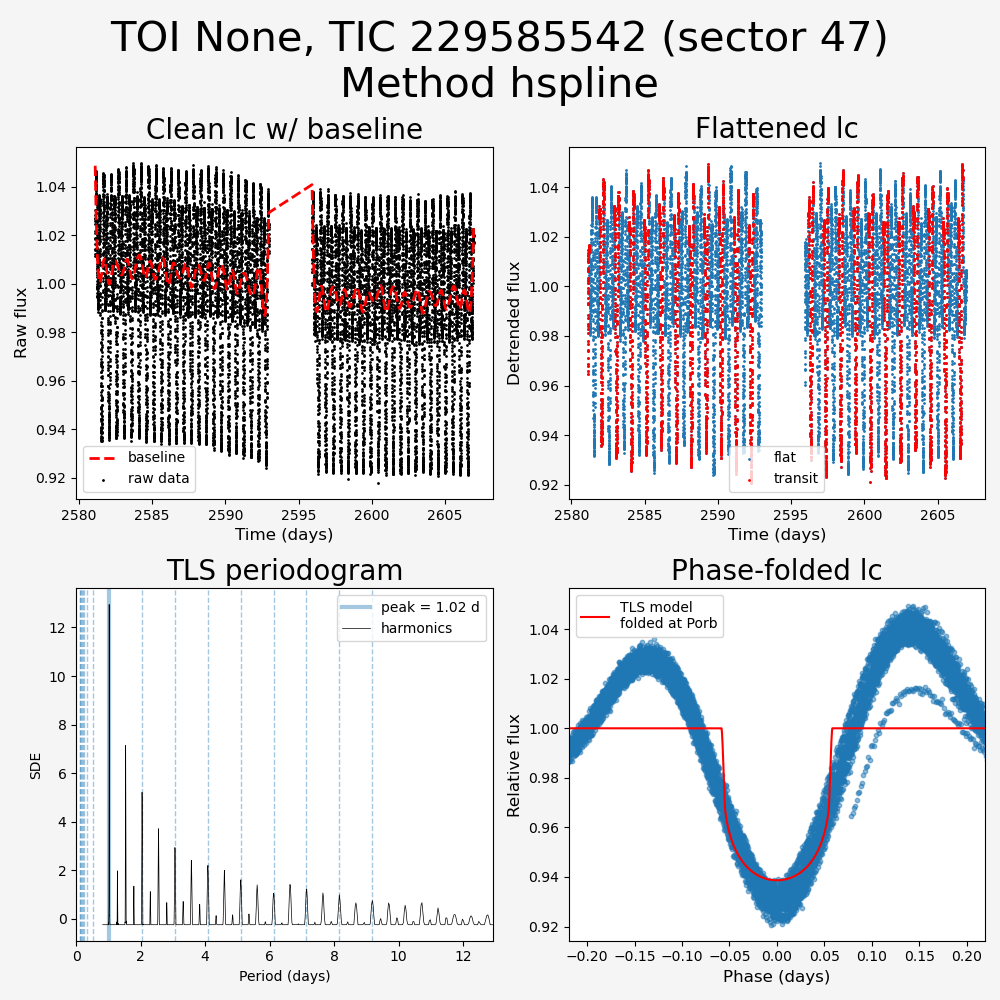 TOI None, TIC 229585542 (sector 47)
Method hspline
Clean lc w/ baseline
Raw flux
1.04
1.02
1.00
0.98
0.96
0.94
0.92
baseline
raw data
2580 2585 2590 2595 2600 2605
Time (days)
Flattened lc
Detrended flux
1.04
1.02
1.00
0.98
0.96
0.94
0.92
flat
transit
2580 2585 2590 2595 2600 2605
Time (days)
TLS periodogram
SDE
12
10
8
6
4
2
0
peak = 1.02 d
harmonics
0 2 4 6 8 10 12
Period (days)
Phase-folded lc
Relative flux
1.04
1.02
1.00
0.98
0.96
0.94
0.92
TLS model
folded at Porb
−0.20 −0.15 −0.10 −0.05 0.00 0.05 0.10 0.15 0.20
Phase (days)